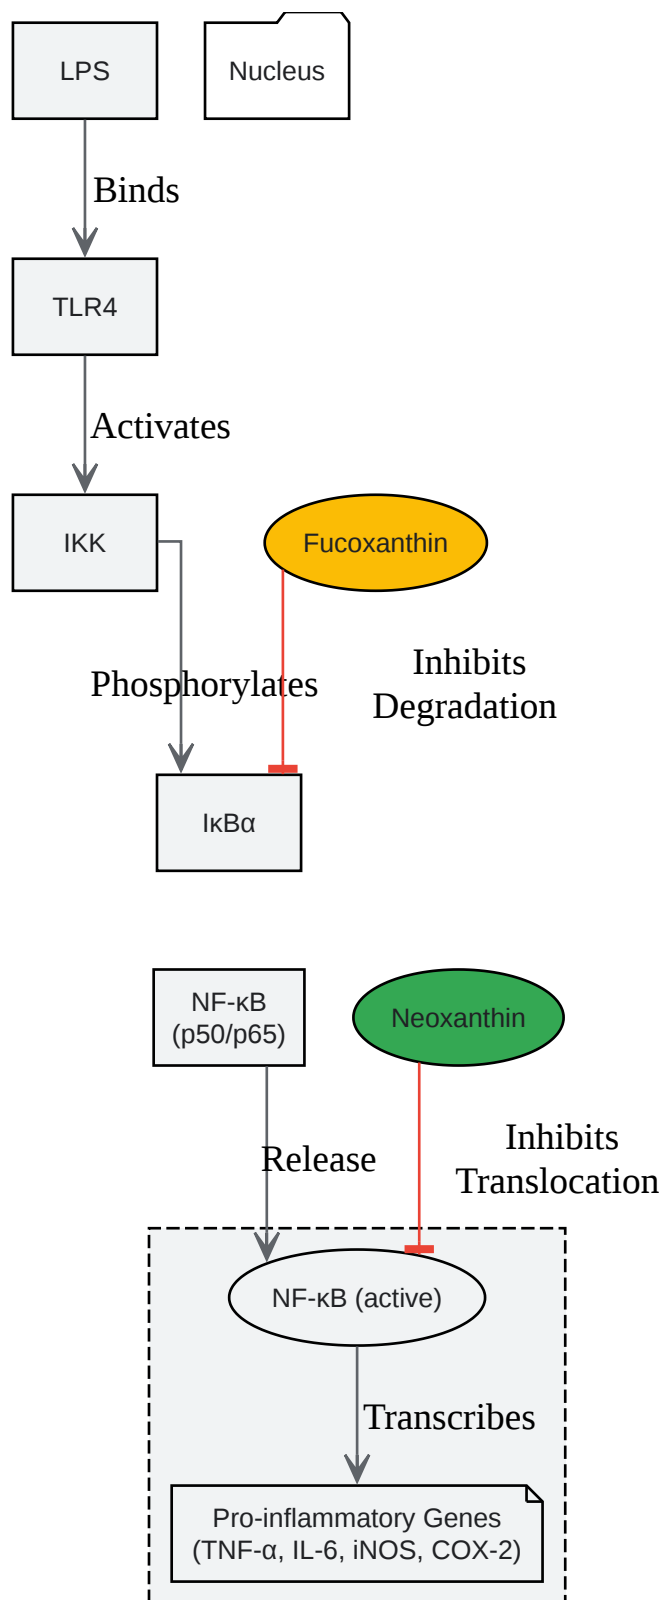 LPS
Nucleus
Binds
TLR4
Activates
IKK
Fucoxanthin
Phosphorylates
Inhibits
Degradation
IκBα
NF-κB
(p50/p65)
Neoxanthin
Release
Inhibits
Translocation
NF-κB (active)
Transcribes
Pro-inflammatory Genes
(TNF-α, IL-6, iNOS, COX-2)